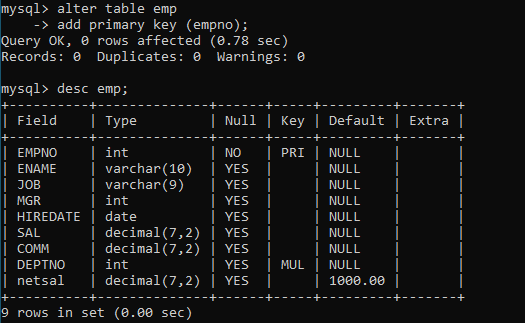 mysql> alter table emp
    -> add primary key (empno);
Query OK, 0 rows affected (0.78 sec)
Records: 0  Duplicates: 0  Warnings: 0

mysql> desc emp;
+----------+--------------+------+-----+---------+-------+
| Field    | Type         | Null | Key | Default | Extra |
+----------+--------------+------+-----+---------+-------+
| EMPNO    | int          | NO   | PRI | NULL    |       |
| ENAME    | varchar(10)  | YES  |     | NULL    |       |
| JOB      | varchar(9)   | YES  |     | NULL    |       |
| MGR      | int          | YES  |     | NULL    |       |
| HIREDATE | date         | YES  |     | NULL    |       |
| SAL      | decimal(7,2) | YES  |     | NULL    |       |
| COMM     | decimal(7,2) | YES  |     | NULL    |       |
| DEPTNO   | int          | YES  | MUL | NULL    |       |
| netsal   | decimal(7,2) | YES  |     | 1000.00 |       |
+----------+--------------+------+-----+---------+-------+
9 rows in set (0.00 sec)